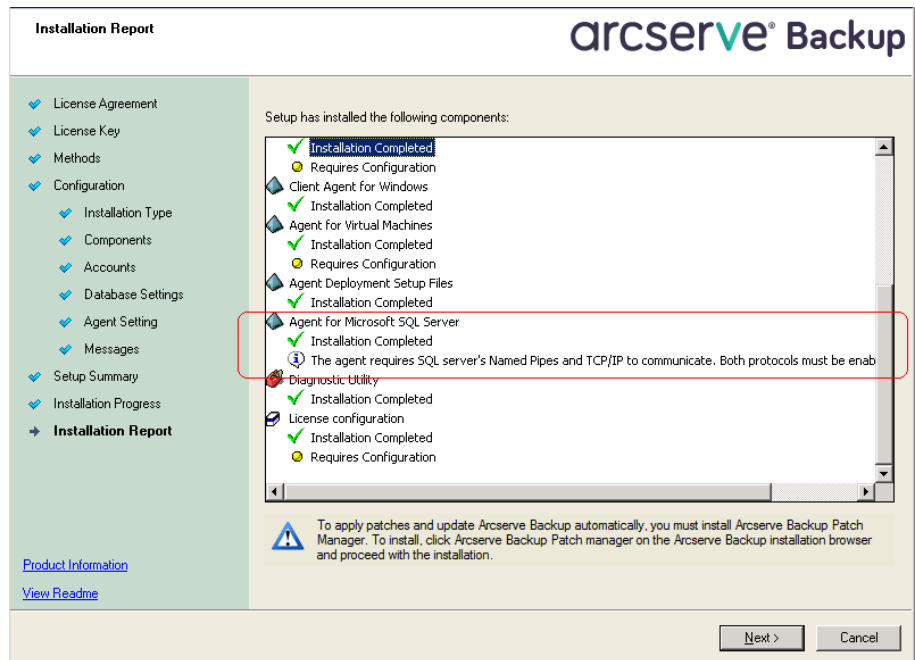 Installation Report
arcserve® Backup
License Agreement
License Key
Methods
Configuration
Installation Type
Components
Accounts
Database Settings
Agent Setting
Messages
Setup Summary
Installation Progress
Installation Report
Product Information
View Readme
Setup has installed the following components:
Installation Completed
Requires Configuration
Client Agent for Windows
Installation Completed
Agent for Virtual Machines
Installation Completed
Requires Configuration
Agent Deployment Setup Files
Installation Completed
Agent for Microsoft SQL Server
Installation Completed
The agent requires SQL server's Named Pipes and TCP/IP to communicate. Both protocols must be enab
Diagnostic Utility
Installation Completed
License configuration
Installation Completed
Requires Configuration
To apply patches and update Arcserve Backup automatically, you must install Arcserve Backup Patch
Manager. To install, click Arcserve Backup Patch manager on the Arcserve Backup installation browser
and proceed with the installation.
Next >
Cancel